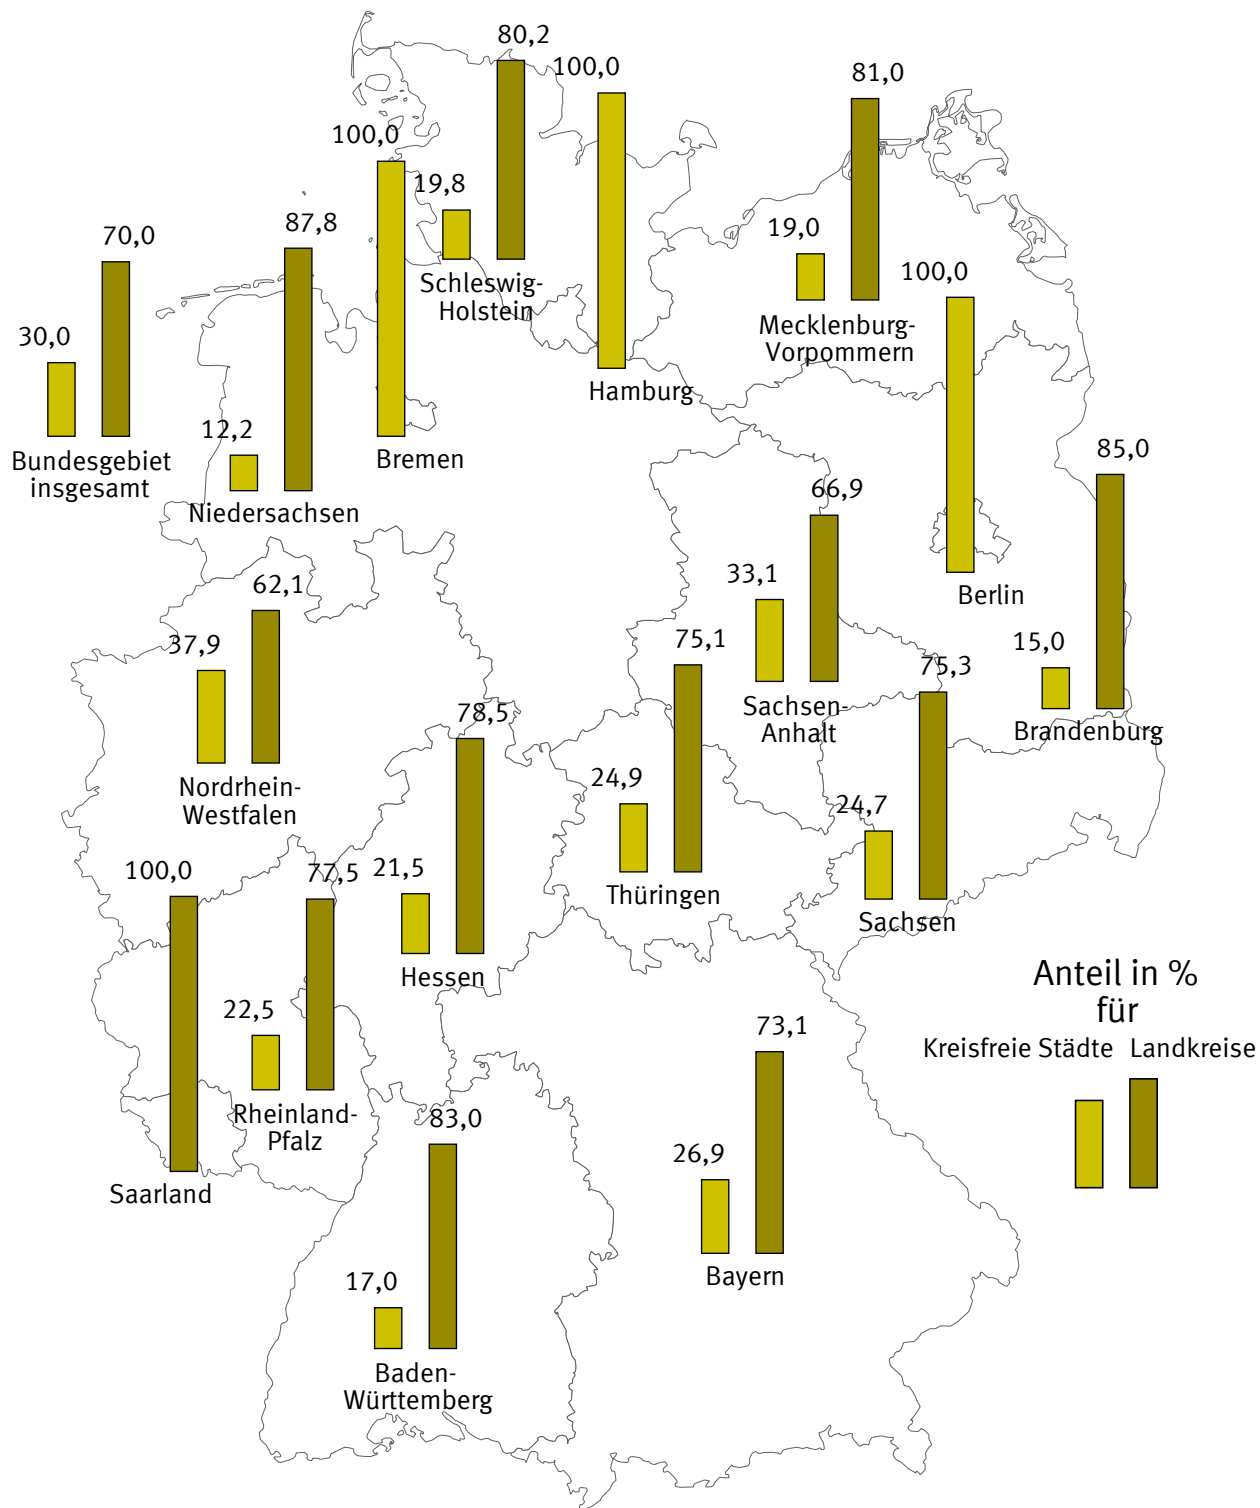 80,2
100,0
81,0
100,0
19,8
87,8
70,0
19,0
100,0
Schleswig-
Holstein
30,0
Mecklenburg-
Vorpommern
Hamburg
12,2
Bundesgebiet
insgesamt
Bremen
85,0
66,9
Niedersachsen
33,1
62,1
Berlin
37,9
75,1
15,0
75,3
Sachsen-
Anhalt
78,5
Brandenburg
Nordrhein-
Westfalen
24,9
24,7
100,0
77,5
21,5
Thüringen
Sachsen
Hessen
Anteil in %
für
Kreisfreie Städte Landkreise
22,5
73,1
Rheinland-
Pfalz
83,0
26,9
Saarland
Bayern
17,0
Baden-
Württemberg